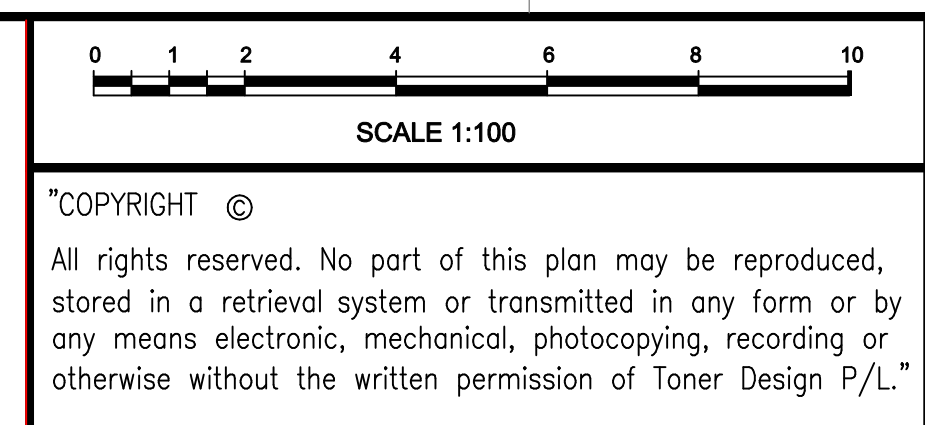 0 1 2 4 6 8 10
SCALE 1:100
”COPYRIGHT ©
All rights reserved. No part of this plan may be reproduced,
stored in a retrieval system or transmitted in any form or by
any means electronic, mechanical, photocopying, recording or
otherwise without the written permission of Toner Design P/L.”